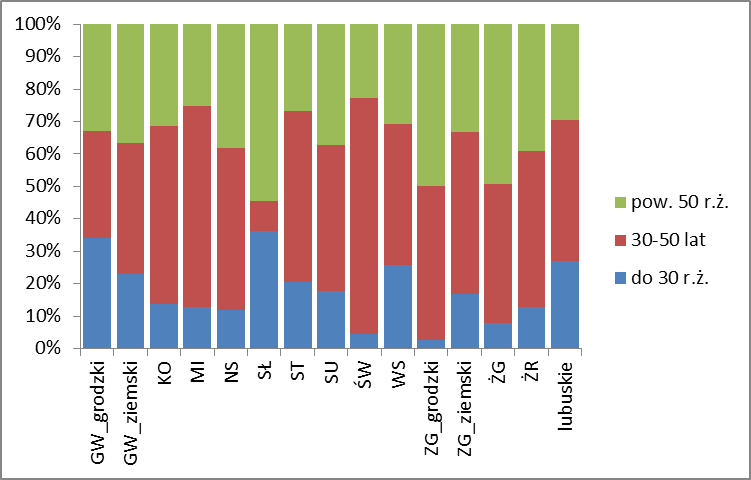 100%
90%
80%
70%
60%
50%
40%
30%
20%
10%
0%
GW_grodzki
GW_ziemski
KO
MI
NS
SŁ
ST
SU
ŚW
WS
ZG_grodzki
ZG_ziemski
ŻG
ŻR
lubuskie
pow. 50 r.ż.
30-50 lat
do 30 r.ż.